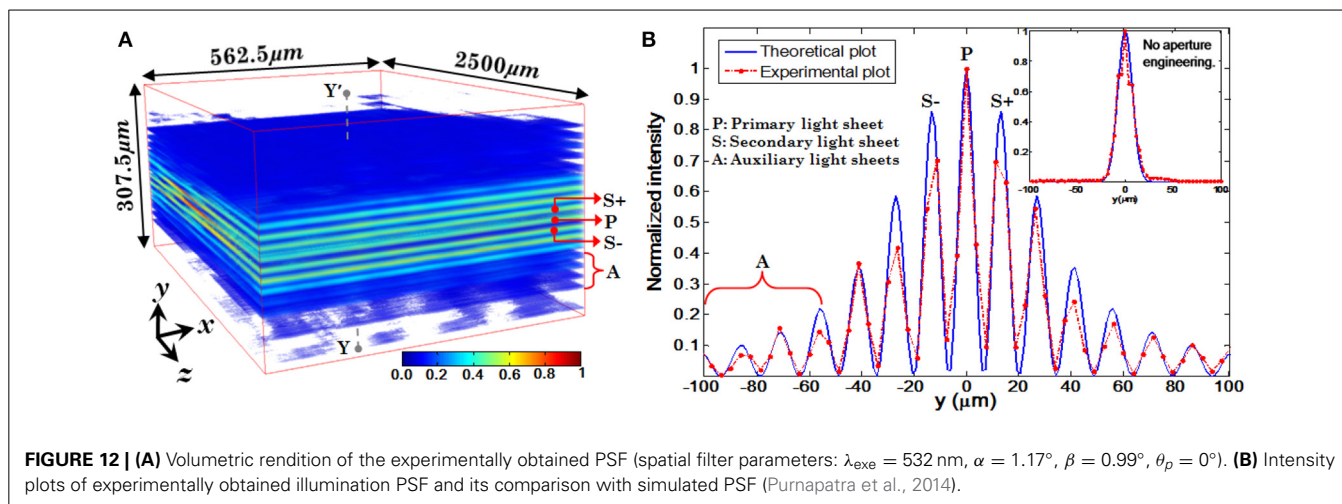 A
562.5μm
2500μm
307.5μm
Y′
S+
P
S-
A
y
x
z
Y
0.0 0.2 0.4 0.6 0.8 1
B
Theoretical plot
Experimental plot
P
S-
S+
P: Primary light sheet
S: Secondary light sheet
A: Auxiliary light sheets
A
Normalized intensity
1
0.9
0.8
0.7
0.6
0.5
0.4
0.3
0.2
0.1
-100 -80 -60 -40 -20 0 20 40 60 80 100
y (μm)
No aperture
engineering.
1
0.8
0.6
0.4
0.2
-100 -50 0 50 100
y(μm)
FIGURE 12 | (A) Volumetric rendition of the experimentally obtained PSF (spatial filter parameters: λexe = 532 nm, α = 1.17°, β = 0.99°, θp = 0°). (B) Intensity
plots of experimentally obtained illumination PSF and its comparison with simulated PSF (Purnapatra et al., 2014).